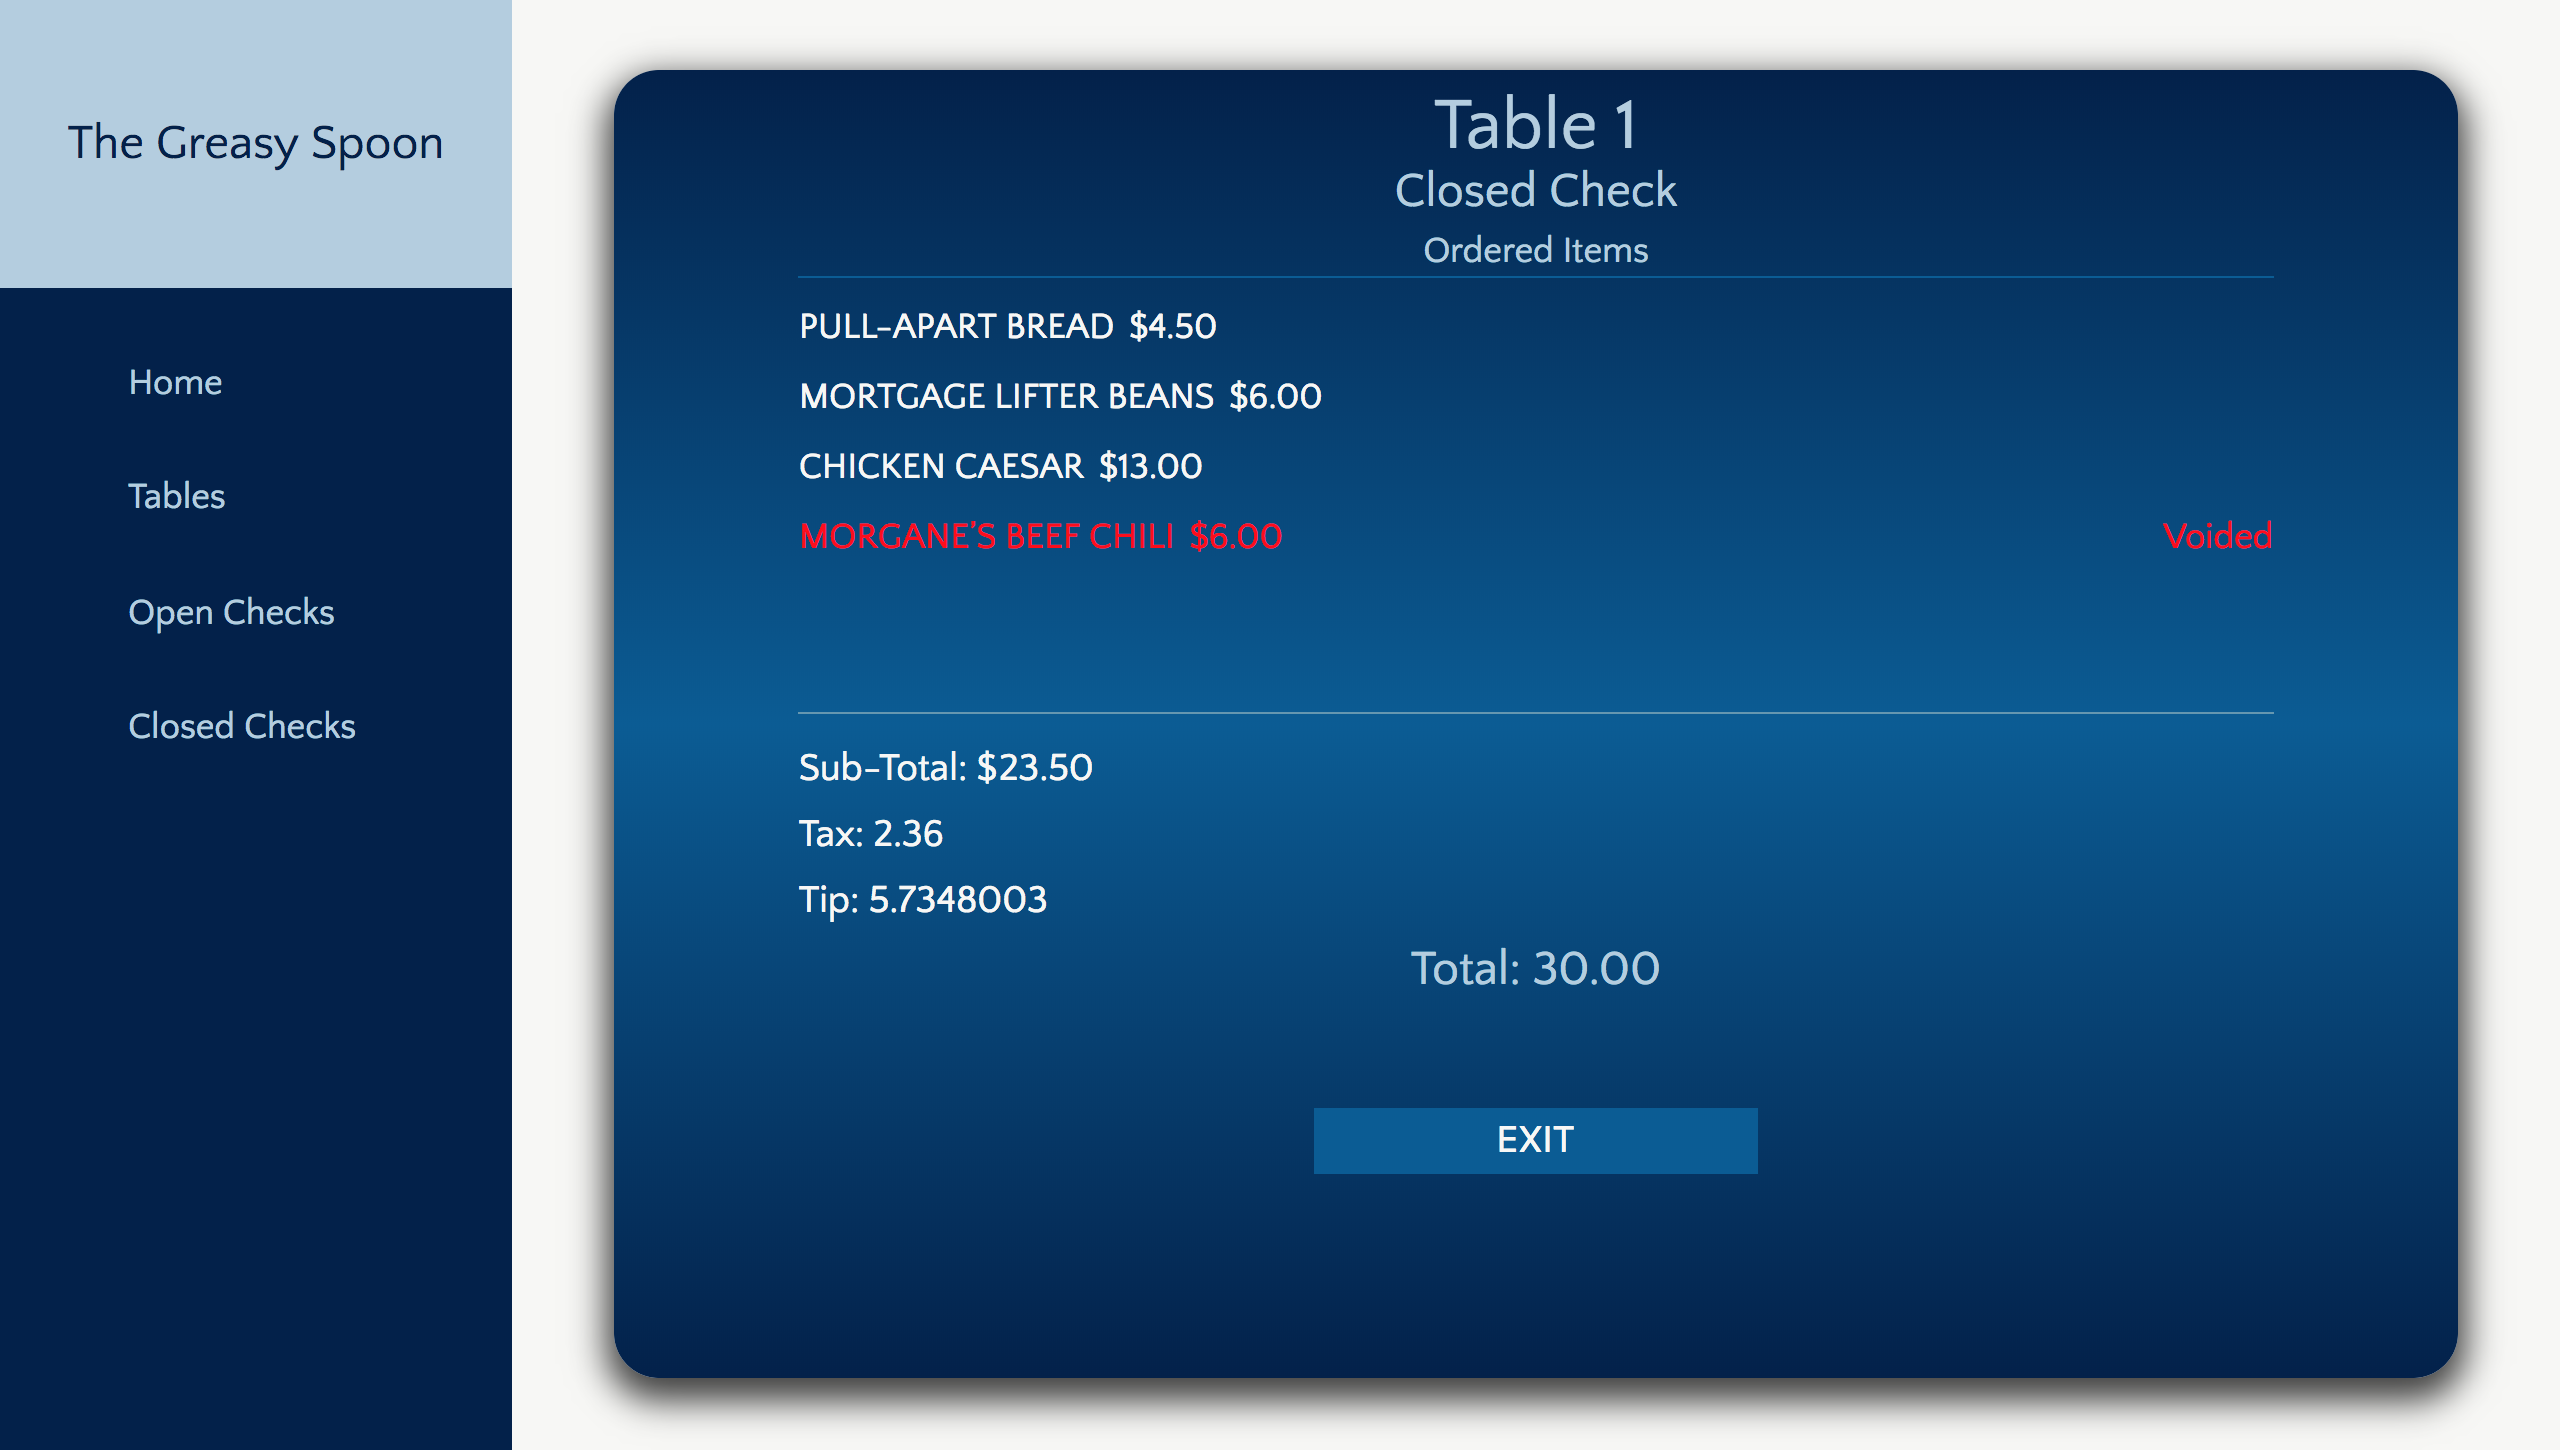 The Greasy Spoon
Home
Tables
Open Checks
Closed Checks
Table 1
Closed Check
Ordered Items
PULL-APART BREAD $4.50
MORTGAGE LIFTER BEANS $6.00
CHICKEN CAESAR $13.00
MORGANE'S BEEF CHILI $6.00 Voided
Sub-Total: $23.50
Tax: 2.36
Tip: 5.7348003
Total: 30.00
EXIT